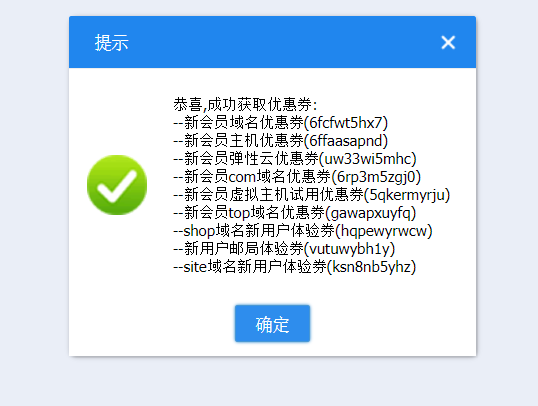 提示
恭喜,成功获取优惠券:
--新会员域名优惠券(6fcfwt5hx7)
--新会员主机优惠券(6ffaasapnd)
--新会员弹性云优惠券(uw33wi5mhc)
--新会员com域名优惠券(6rp3m5zgj0)
--新会员虚拟主机试用优惠券(5qkermyrju)
--新会员top域名优惠券(gawapxuyfq)
--shop域名新用户体验券(hqpewyrwcw)
--新用户邮局体验券(vutuwybh1y)
--site域名新用户体验券(ksn8nb5yhz)
确定